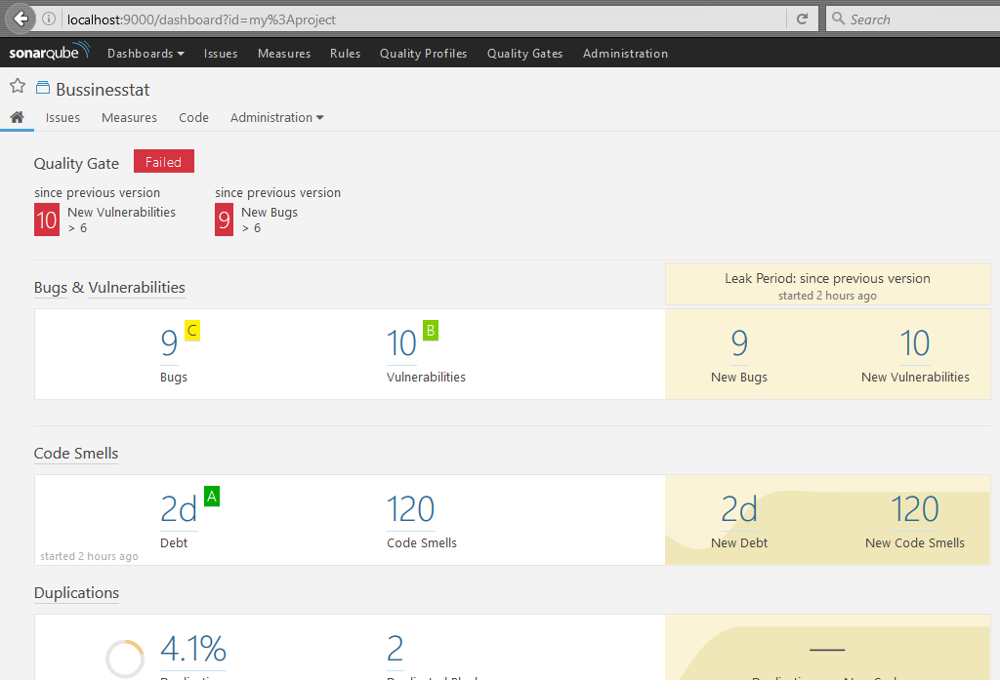 localhost:9000/dashboard?id=my%3Aproject
Search
sonarqube Dashboards Issues Measures Rules Quality Profiles Quality Gates Administration
Bussinesstat
Issues Measures Code Administration
Quality Gate Failed
since previous version since previous version
10 New Vulnerabilities 9 New Bugs
> 6 > 6
Leak Period: since previous version
Bugs & Vulnerabilities
started 2 hours ago
9 C 10 B 9 10
Bugs Vulnerabilities New Bugs New Vulnerabilities
Code Smells
2d A 120 2d 120
Debt Code Smells New Debt New Code Smells
started 2 hours ago
Duplications
4.1% 2